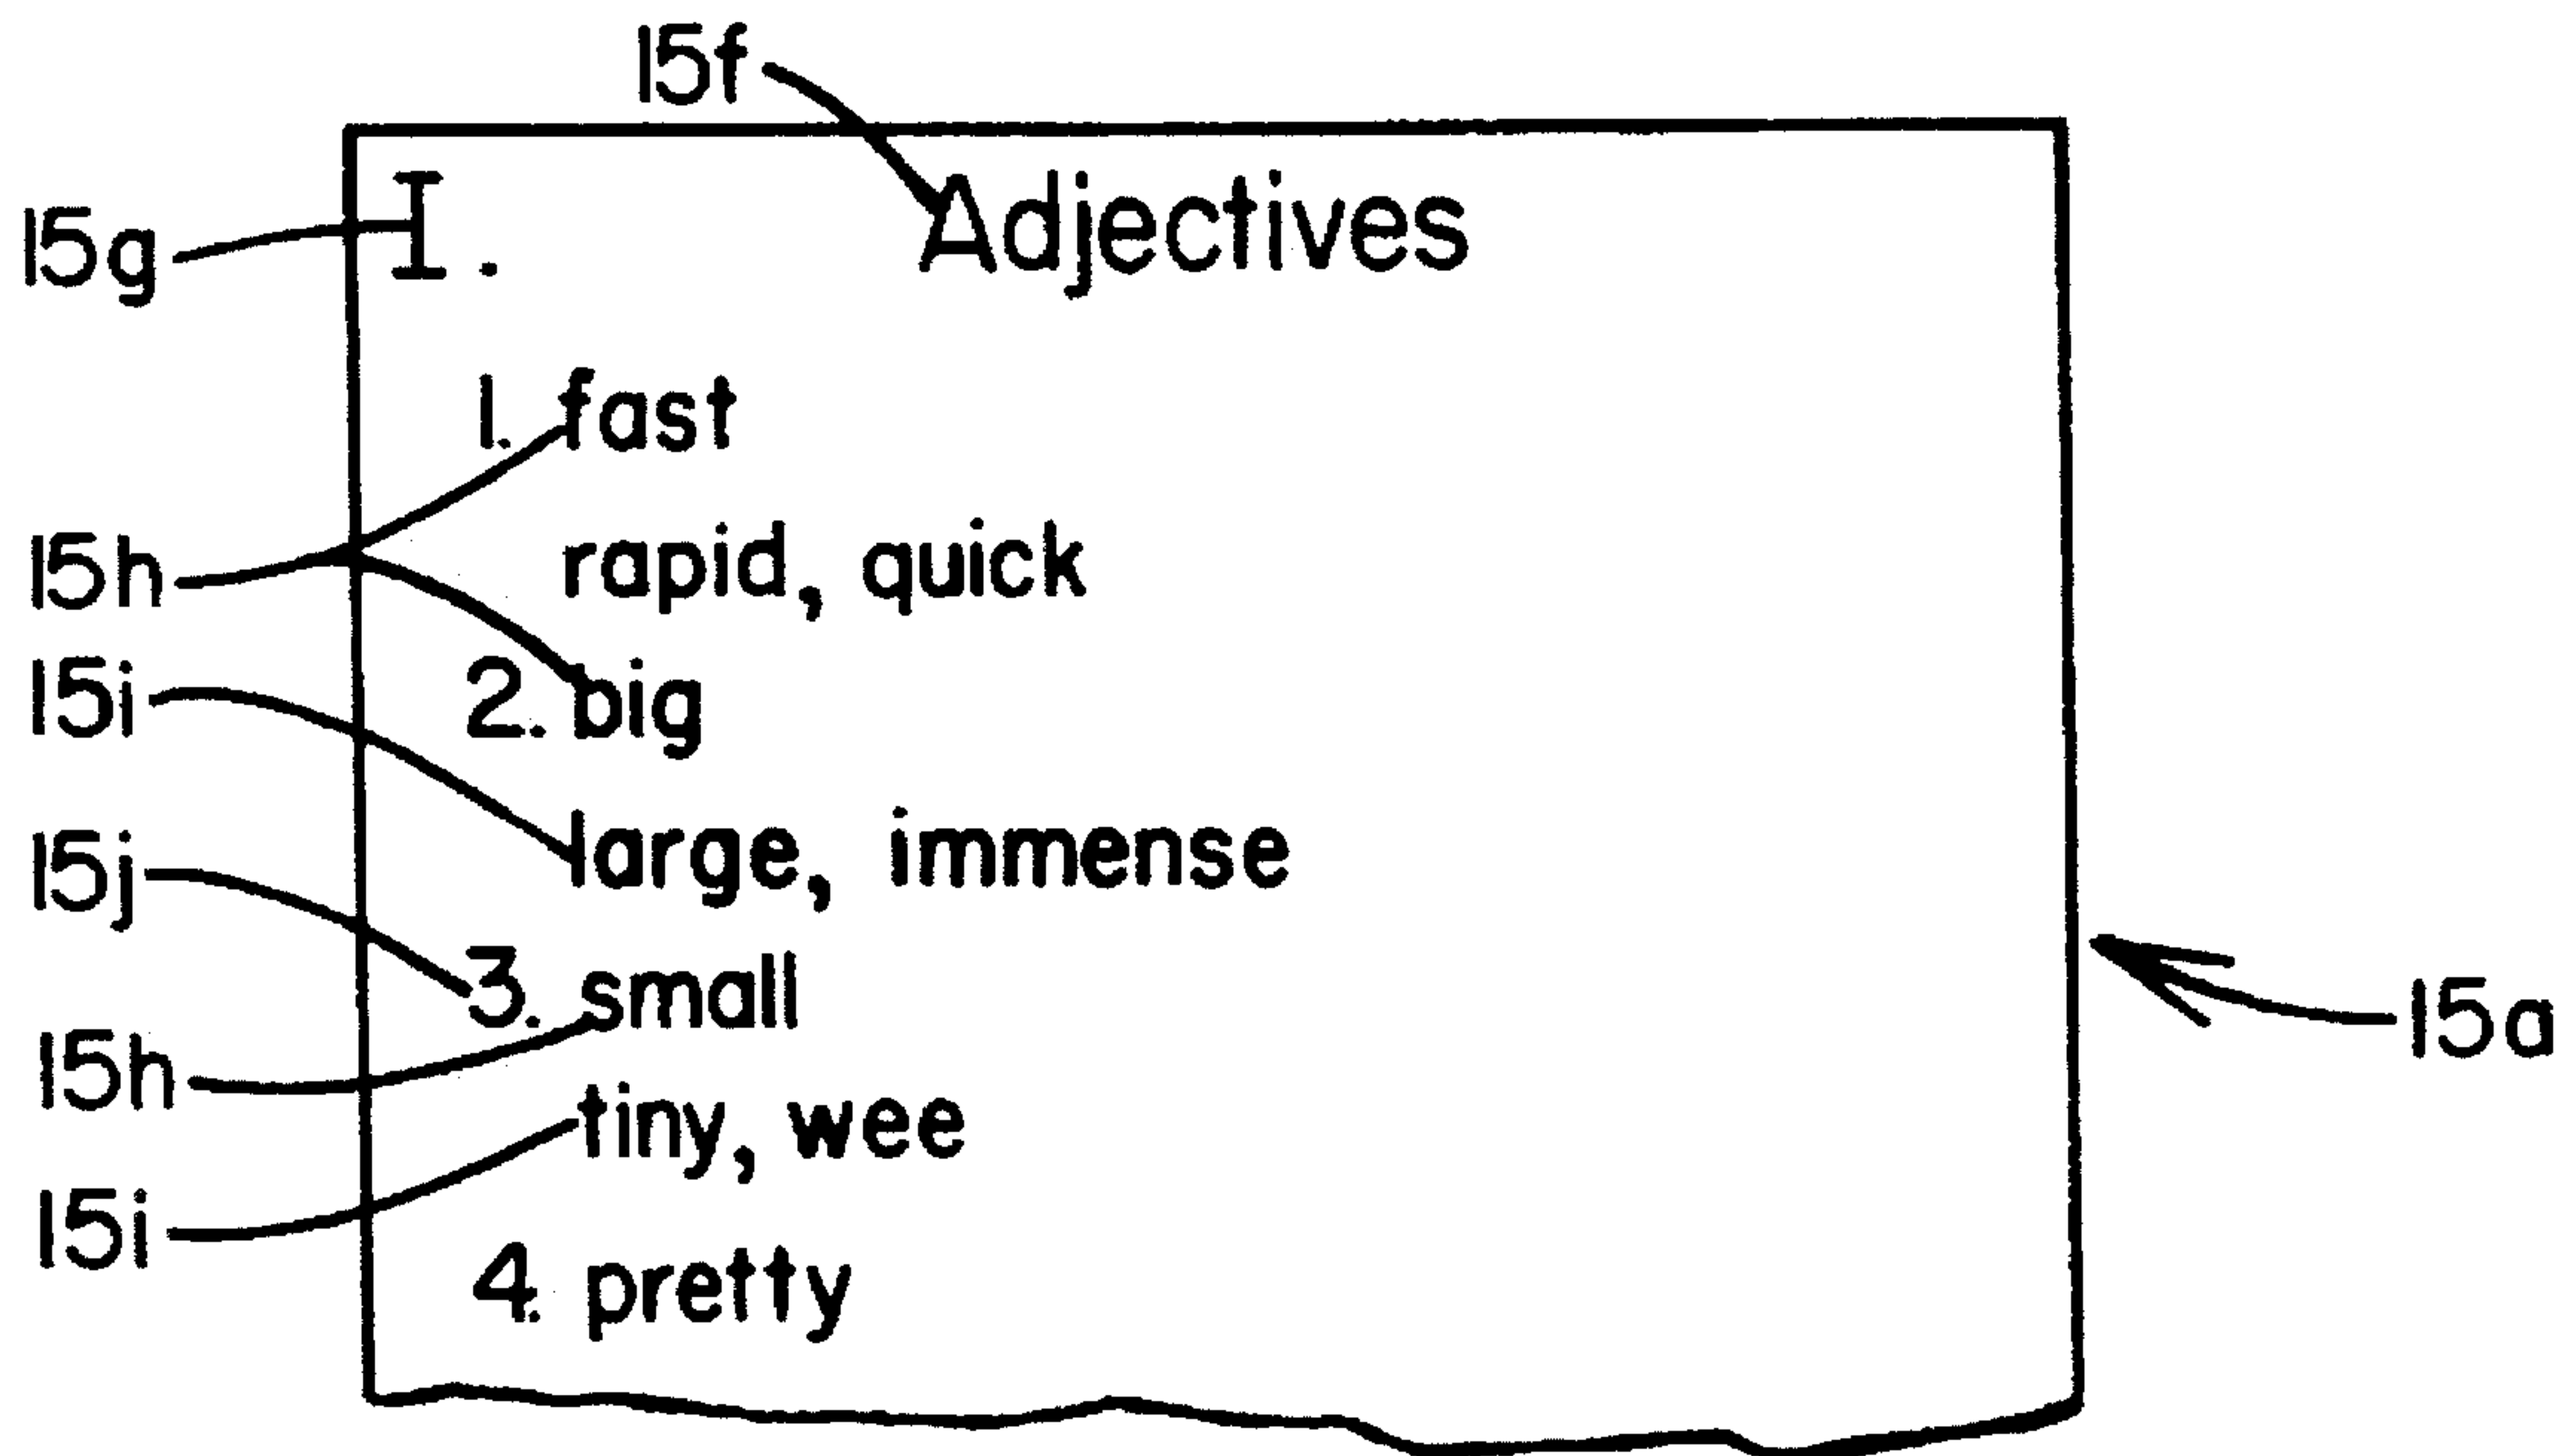 15f
15g I. Adjectives
1. fast
15h rapid, quick
15i 2. big
15j large, immense
3. small
15a
15h tiny, wee
15i 4. pretty